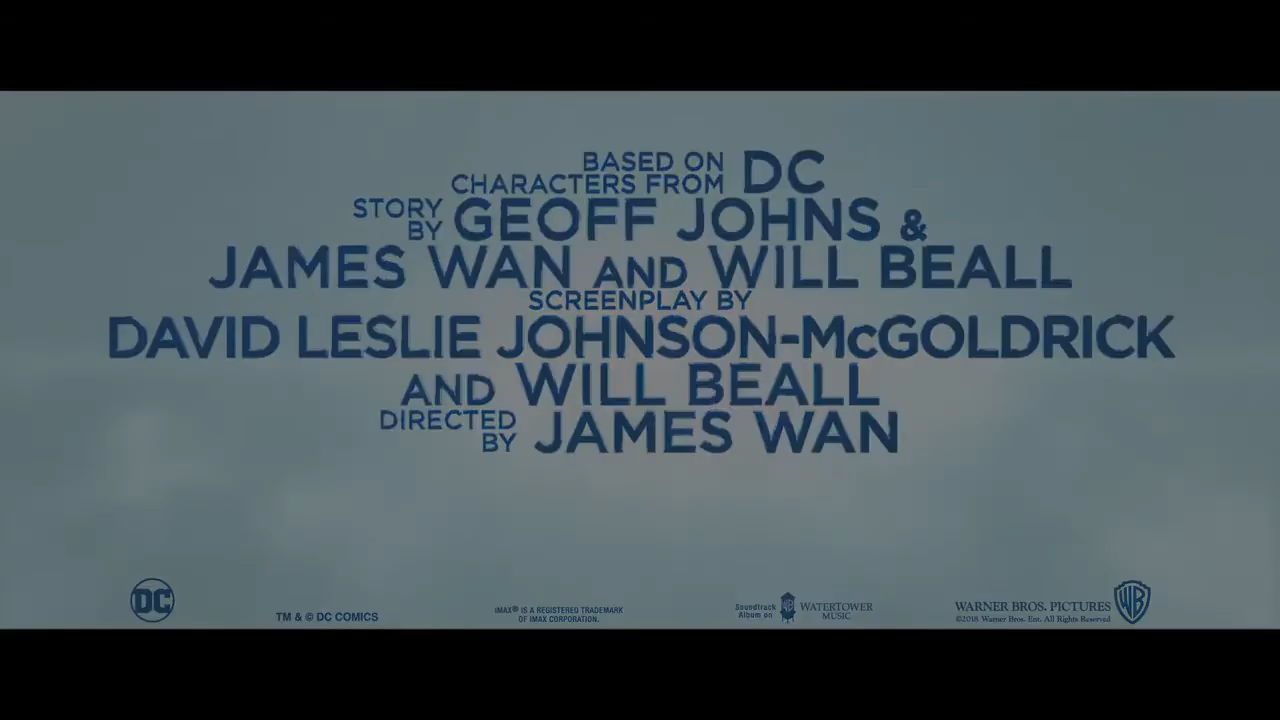 BASED ON
CHARACTERS FROM DC
STORY
BY GEOFF JOHNS &
JAMES WAN AND WILL BEALL
SCREENPLAY BY
DAVID LESLIE JOHNSON-McGOLDRICK
AND WILL BEALL
DIRECTED
BY JAMES WAN
DC
TM & © DC COMICS
IMAX® IS A REGISTERED TRADEMARK
OF IMAX CORPORATION.
Soundtrack
Album on
WB
WATERTOWER
MUSIC
WARNER BROS. PICTURES
©2018 Warner Bros. Ent. All Rights Reserved
WB